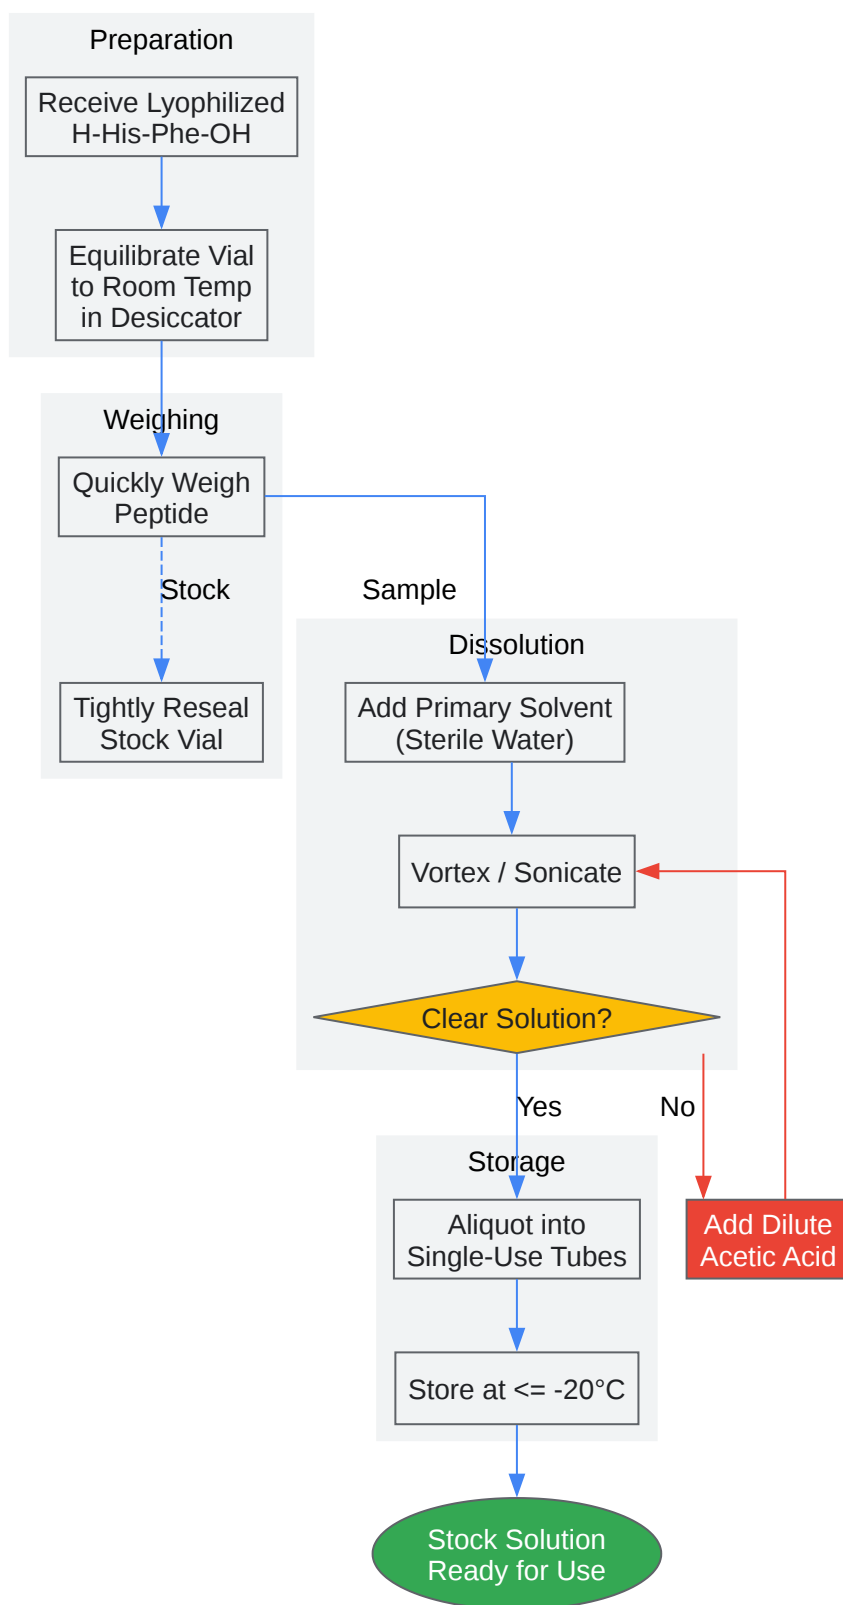 Preparation
Receive Lyophilized
H-His-Phe-OH
Equilibrate Vial
to Room Temp
in Desiccator
Weighing
Quickly Weigh
Peptide
Stock
Sample
Tightly Reseal
Stock Vial
Dissolution
Add Primary Solvent
(Sterile Water)
Vortex / Sonicate
Clear Solution?
Yes
No
Storage
Aliquot into
Single-Use Tubes
Add Dilute
Acetic Acid
Store at <= -20°C
Stock Solution
Ready for Use